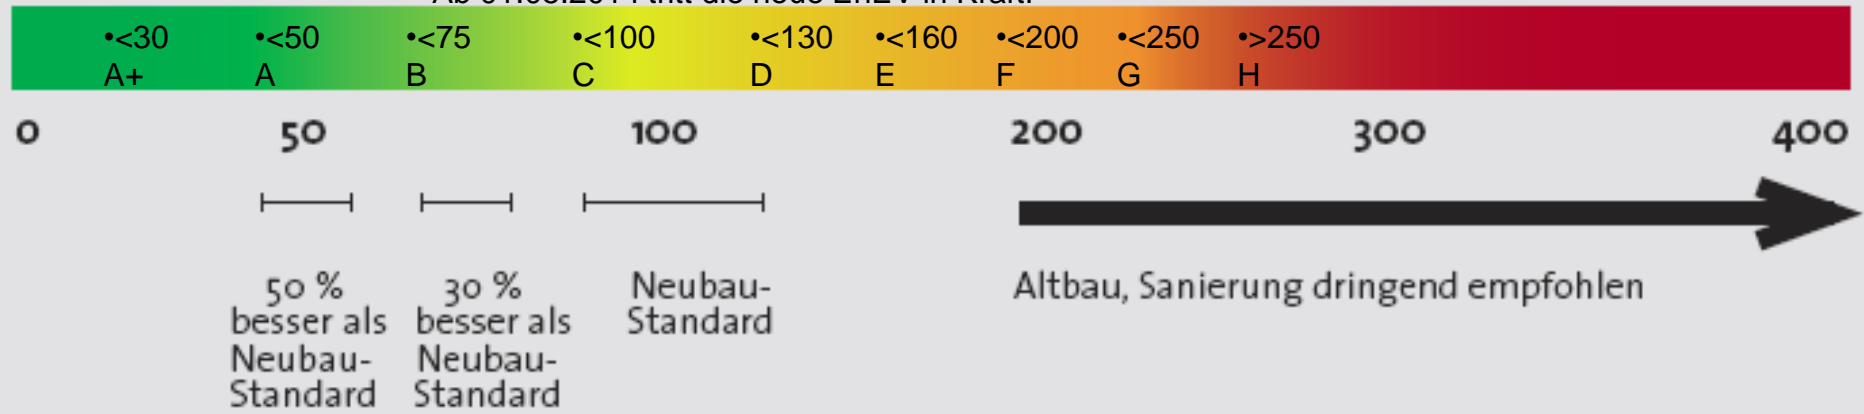 •<30 •<50 •<75 •<100 •<130 •<160 •<200 •<250 •>250
A+ A B C D E F G H
0 50 100 200 300 400
50 % 30 % Neubau- Altbau, Sanierung dringend empfohlen
besser als besser als Standard
Neubau- Neubau-
Standard Standard